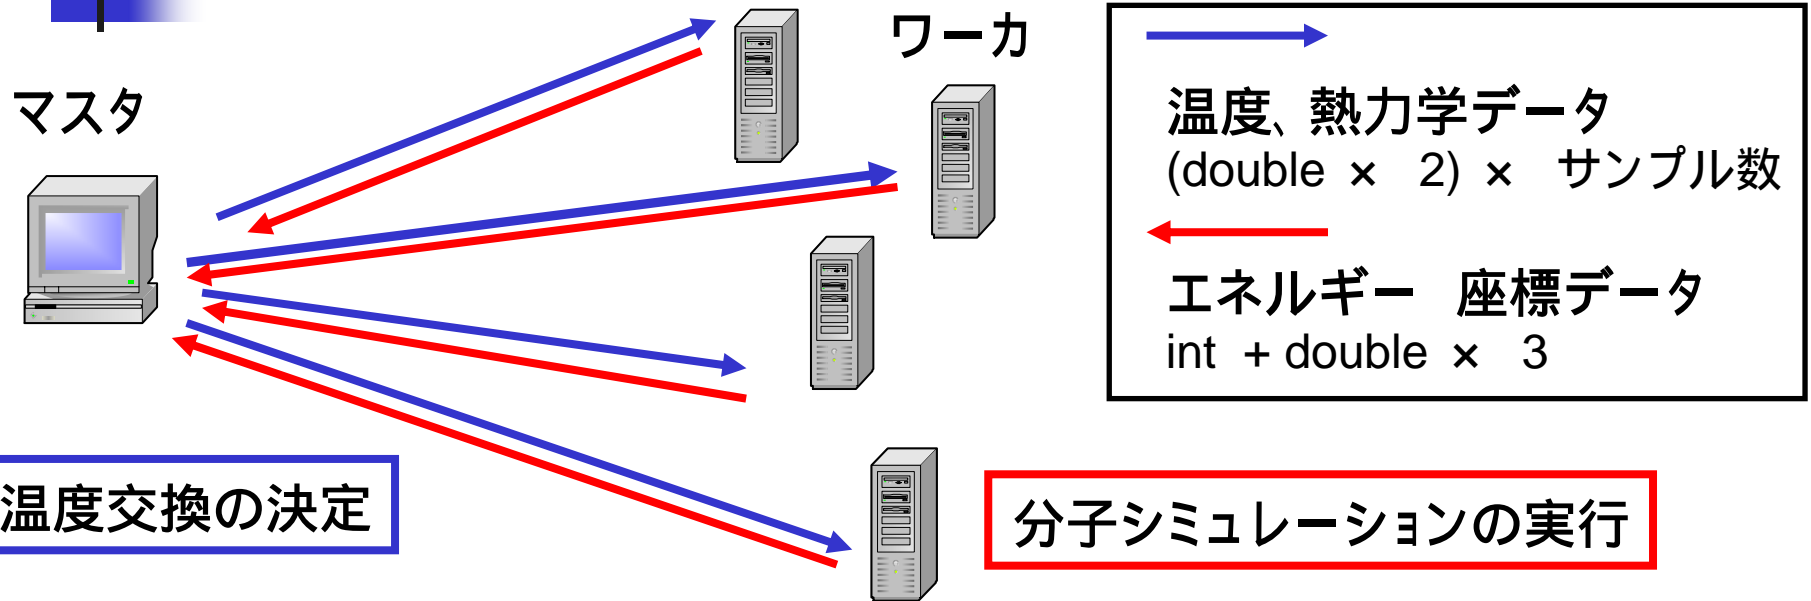 マスタ
ワーカ
温度、熱力学データ
(double × 2) × サンプル数
エネルギー 座標データ
int + double × 3
温度交換の決定
分子シミュレーションの実行